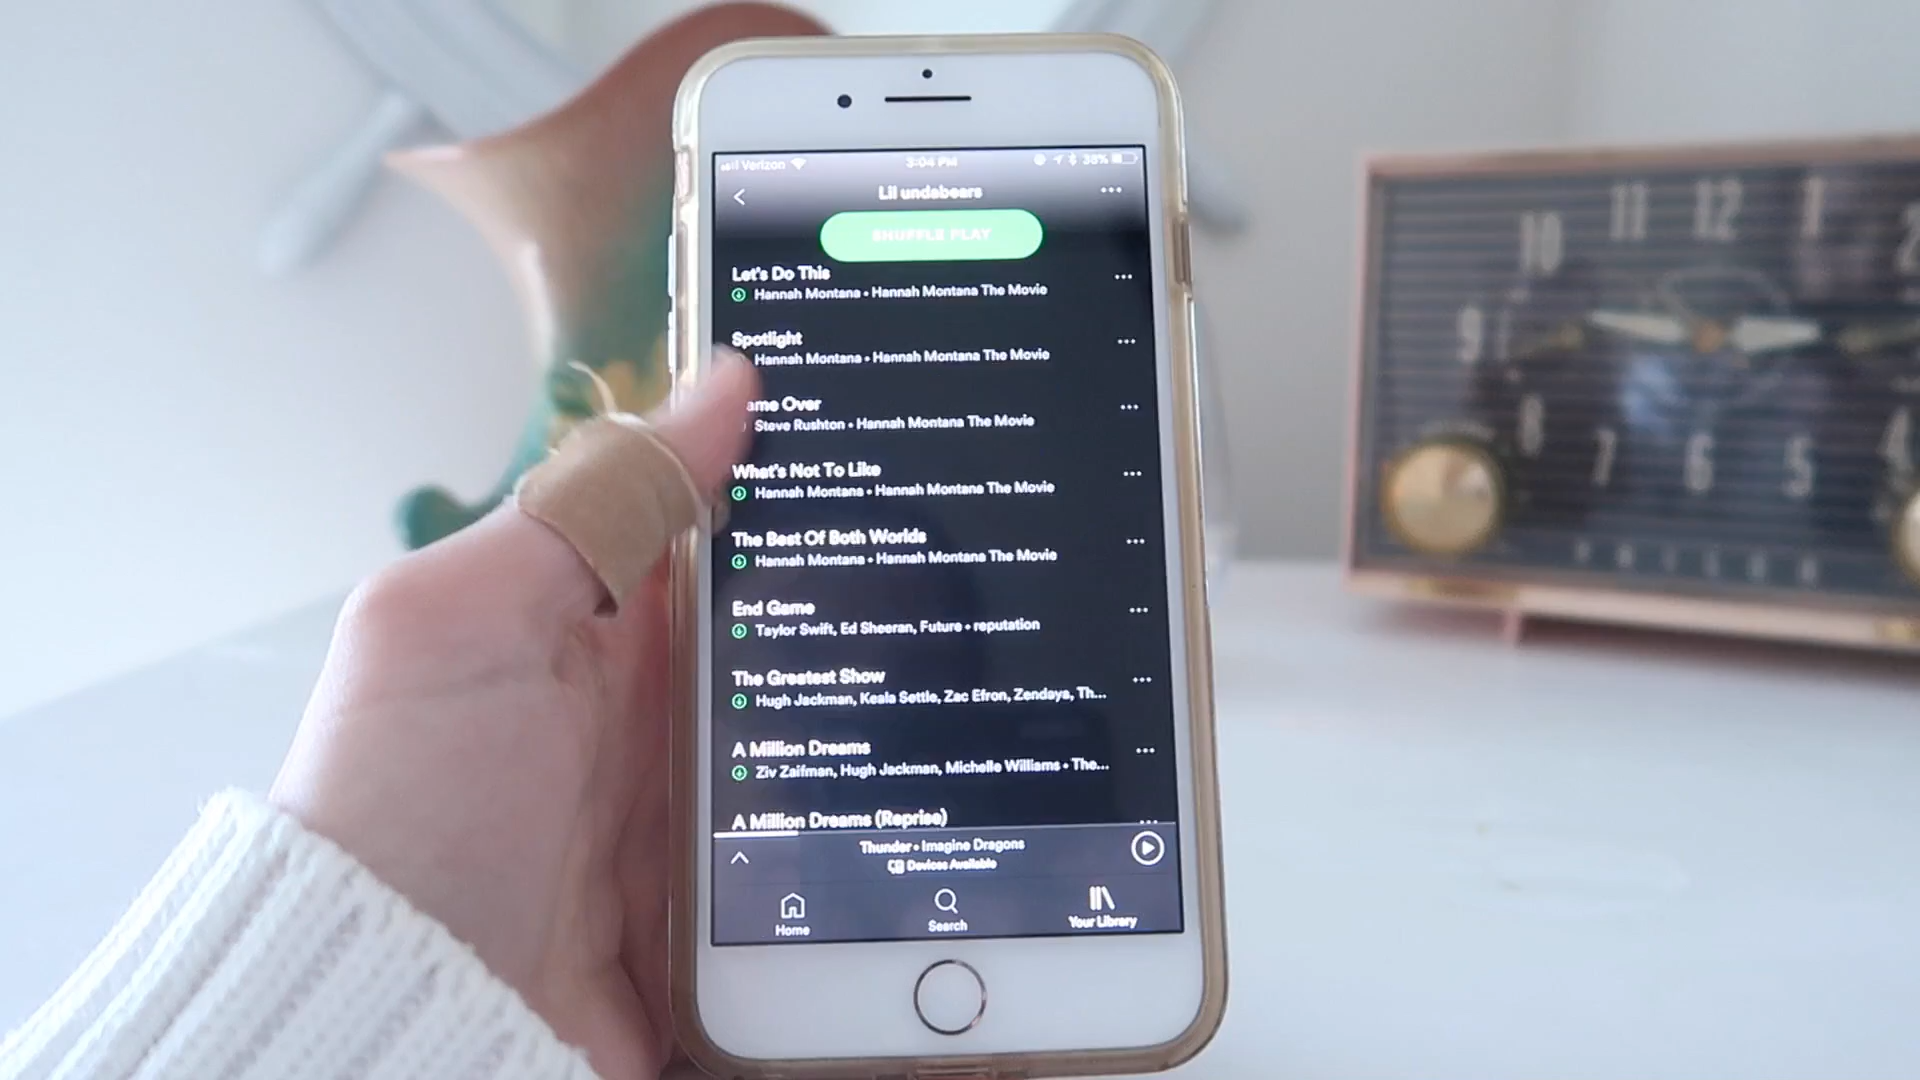 Verizon 3:04 PM 38%
Lil undabears
SHUFFLE PLAY
Let's Do This
Hannah Montana • Hannah Montana The Movie
Spotlight
Hannah Montana • Hannah Montana The Movie
ame Over
Steve Rushton • Hannah Montana The Movie
What's Not To Like
Hannah Montana • Hannah Montana The Movie
The Best Of Both Worlds
Hannah Montana • Hannah Montana The Movie
End Game
Taylor Swift, Ed Sheeran, Future • reputation
The Greatest Show
Hugh Jackman, Keala Settle, Zac Efron, Zendaya, Th...
A Million Dreams
Ziv Zaifman, Hugh Jackman, Michelle Williams • The...
A Million Dreams (Reprise)
Thunder • Imagine Dragons
Devices Available
Home Search Your Library
10 11 12 1 2
9
8 7 6 5 4